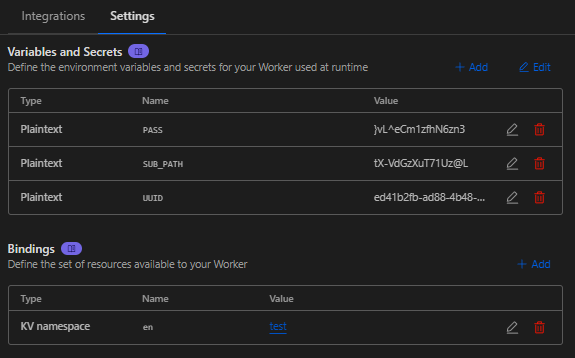 Integrations Settings
Variables and Secrets
Define the environment variables and secrets for your Worker used at runtime
+ Add Edit
Type Name Value
Plaintext PASS }vL^eCm1zfhN6zn3
Plaintext SUB_PATH tX-VdGzXuT71Uz@L
Plaintext UUID ed41b2fb-ad88-4b48-...
Bindings
Define the set of resources available to your Worker
+ Add
Type Name Value
KV namespace en test